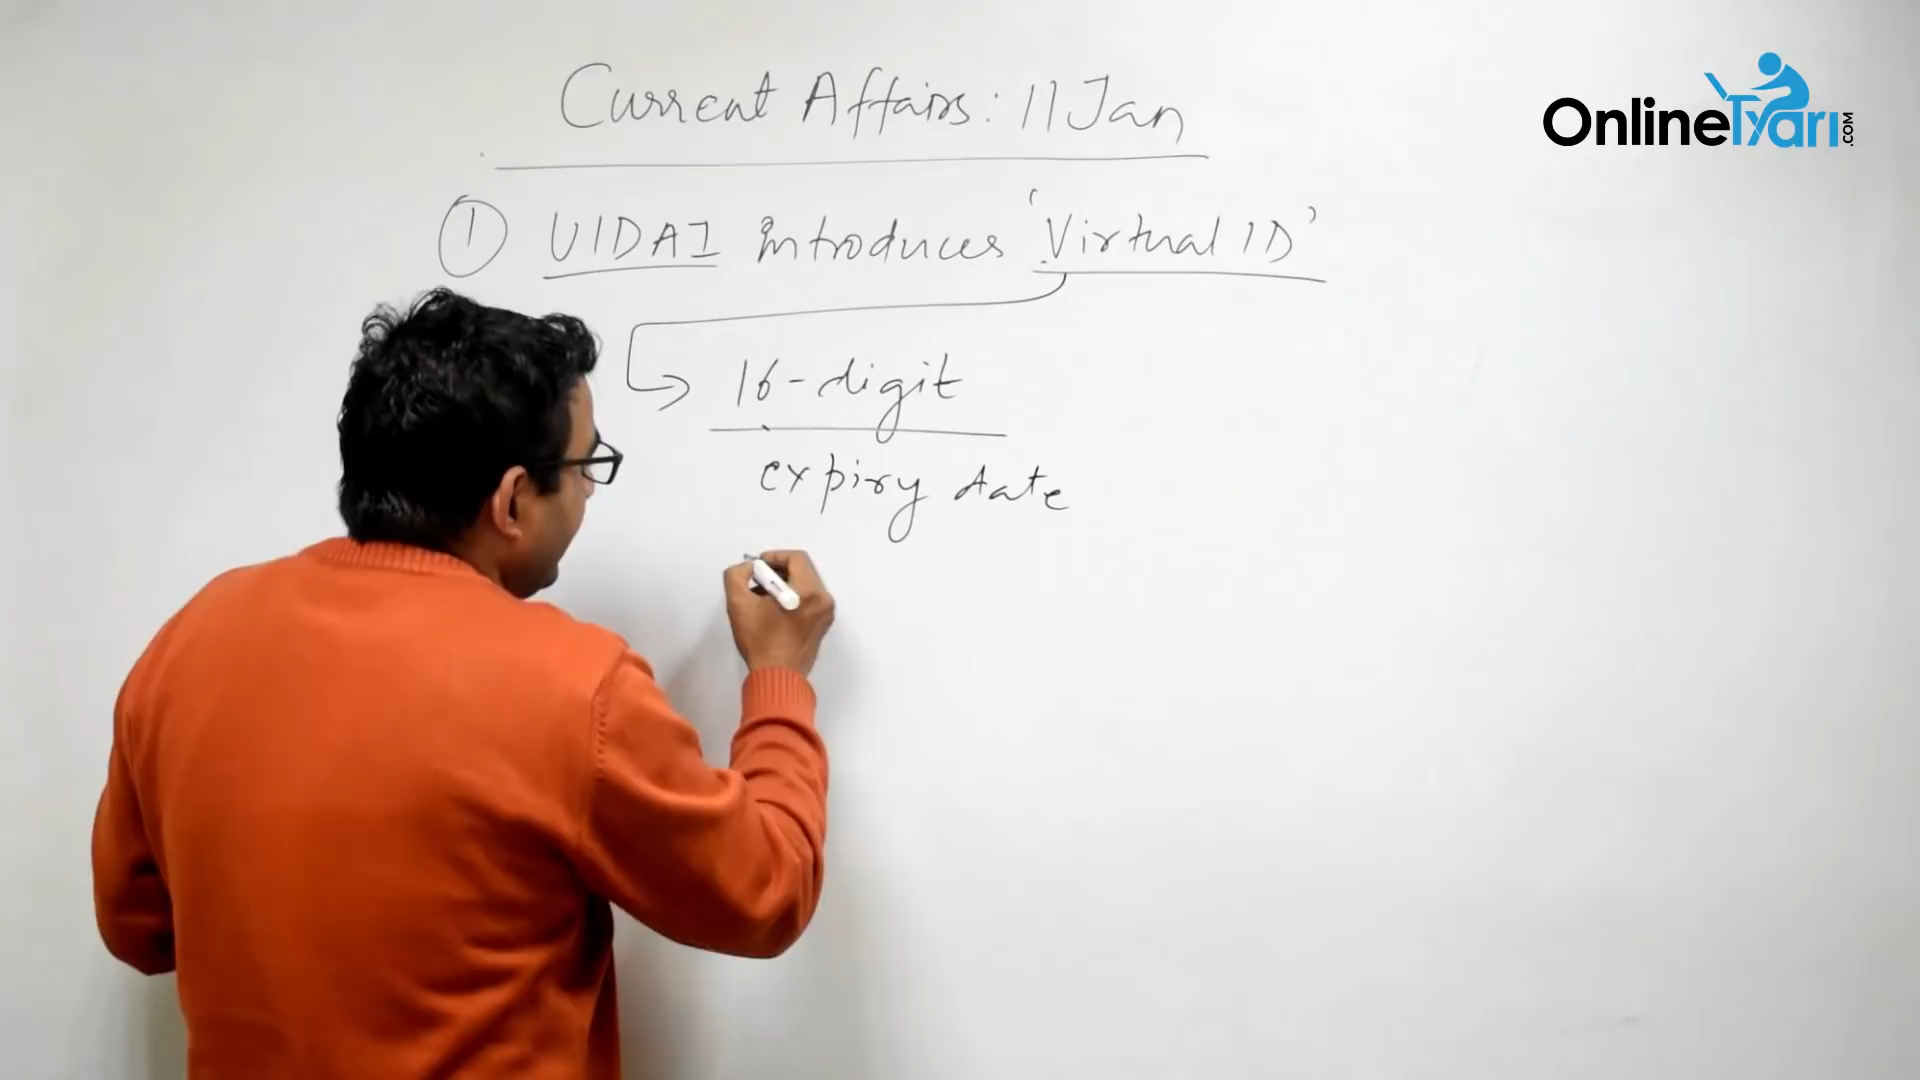 Current Affairs: 11 Jan
OnlineTyari.COM
① UIDAI Introduces 'Virtual ID'
16-digit
expiry date